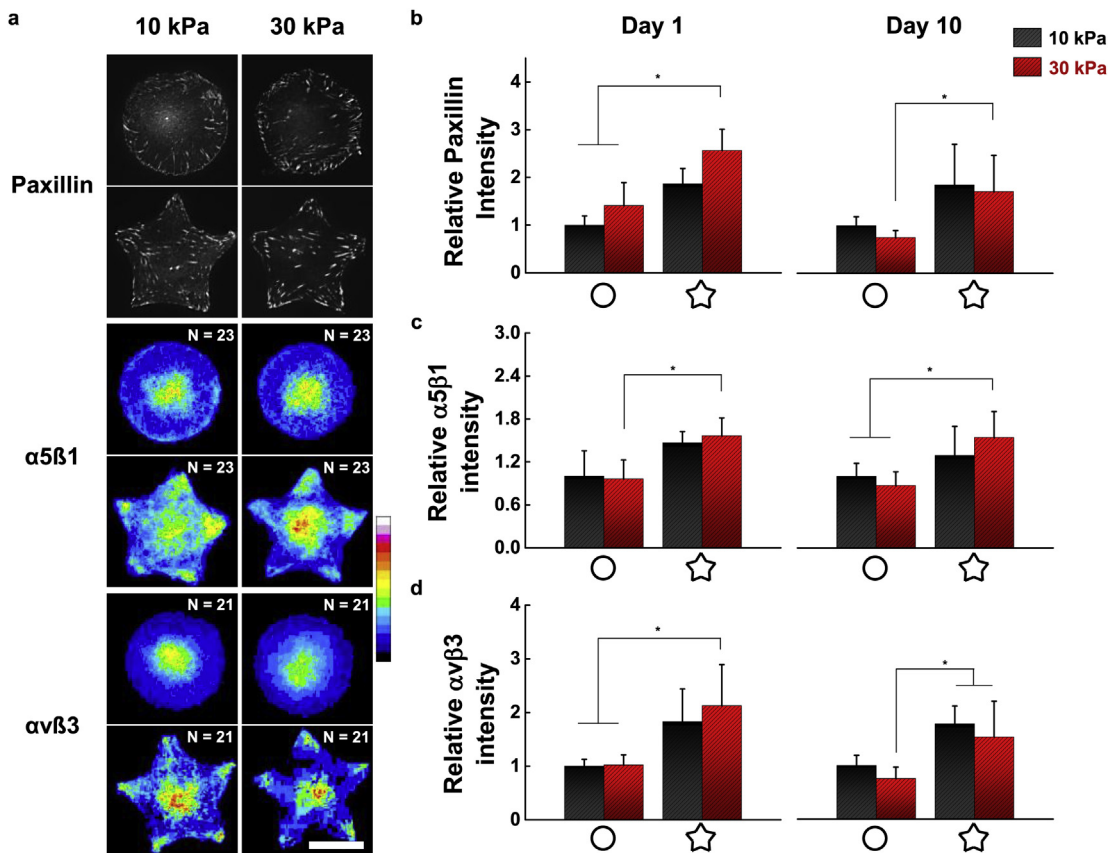 a
10 kPa
30 kPa
Paxillin
N = 23
N = 23
α5ß1
N = 23
N = 23
N = 21
N = 21
αvß3
N = 21
N = 21
b
Day 1
Day 10
10 kPa
30 kPa
Relative Paxillin
Intensity
4
3
2
1
0
*
*
c
Relative α5β1
intensity
3.0
2.4
1.8
1.2
0.6
0.0
*
*
d
Relative αvβ3
intensity
4
3
2
1
0
*
*